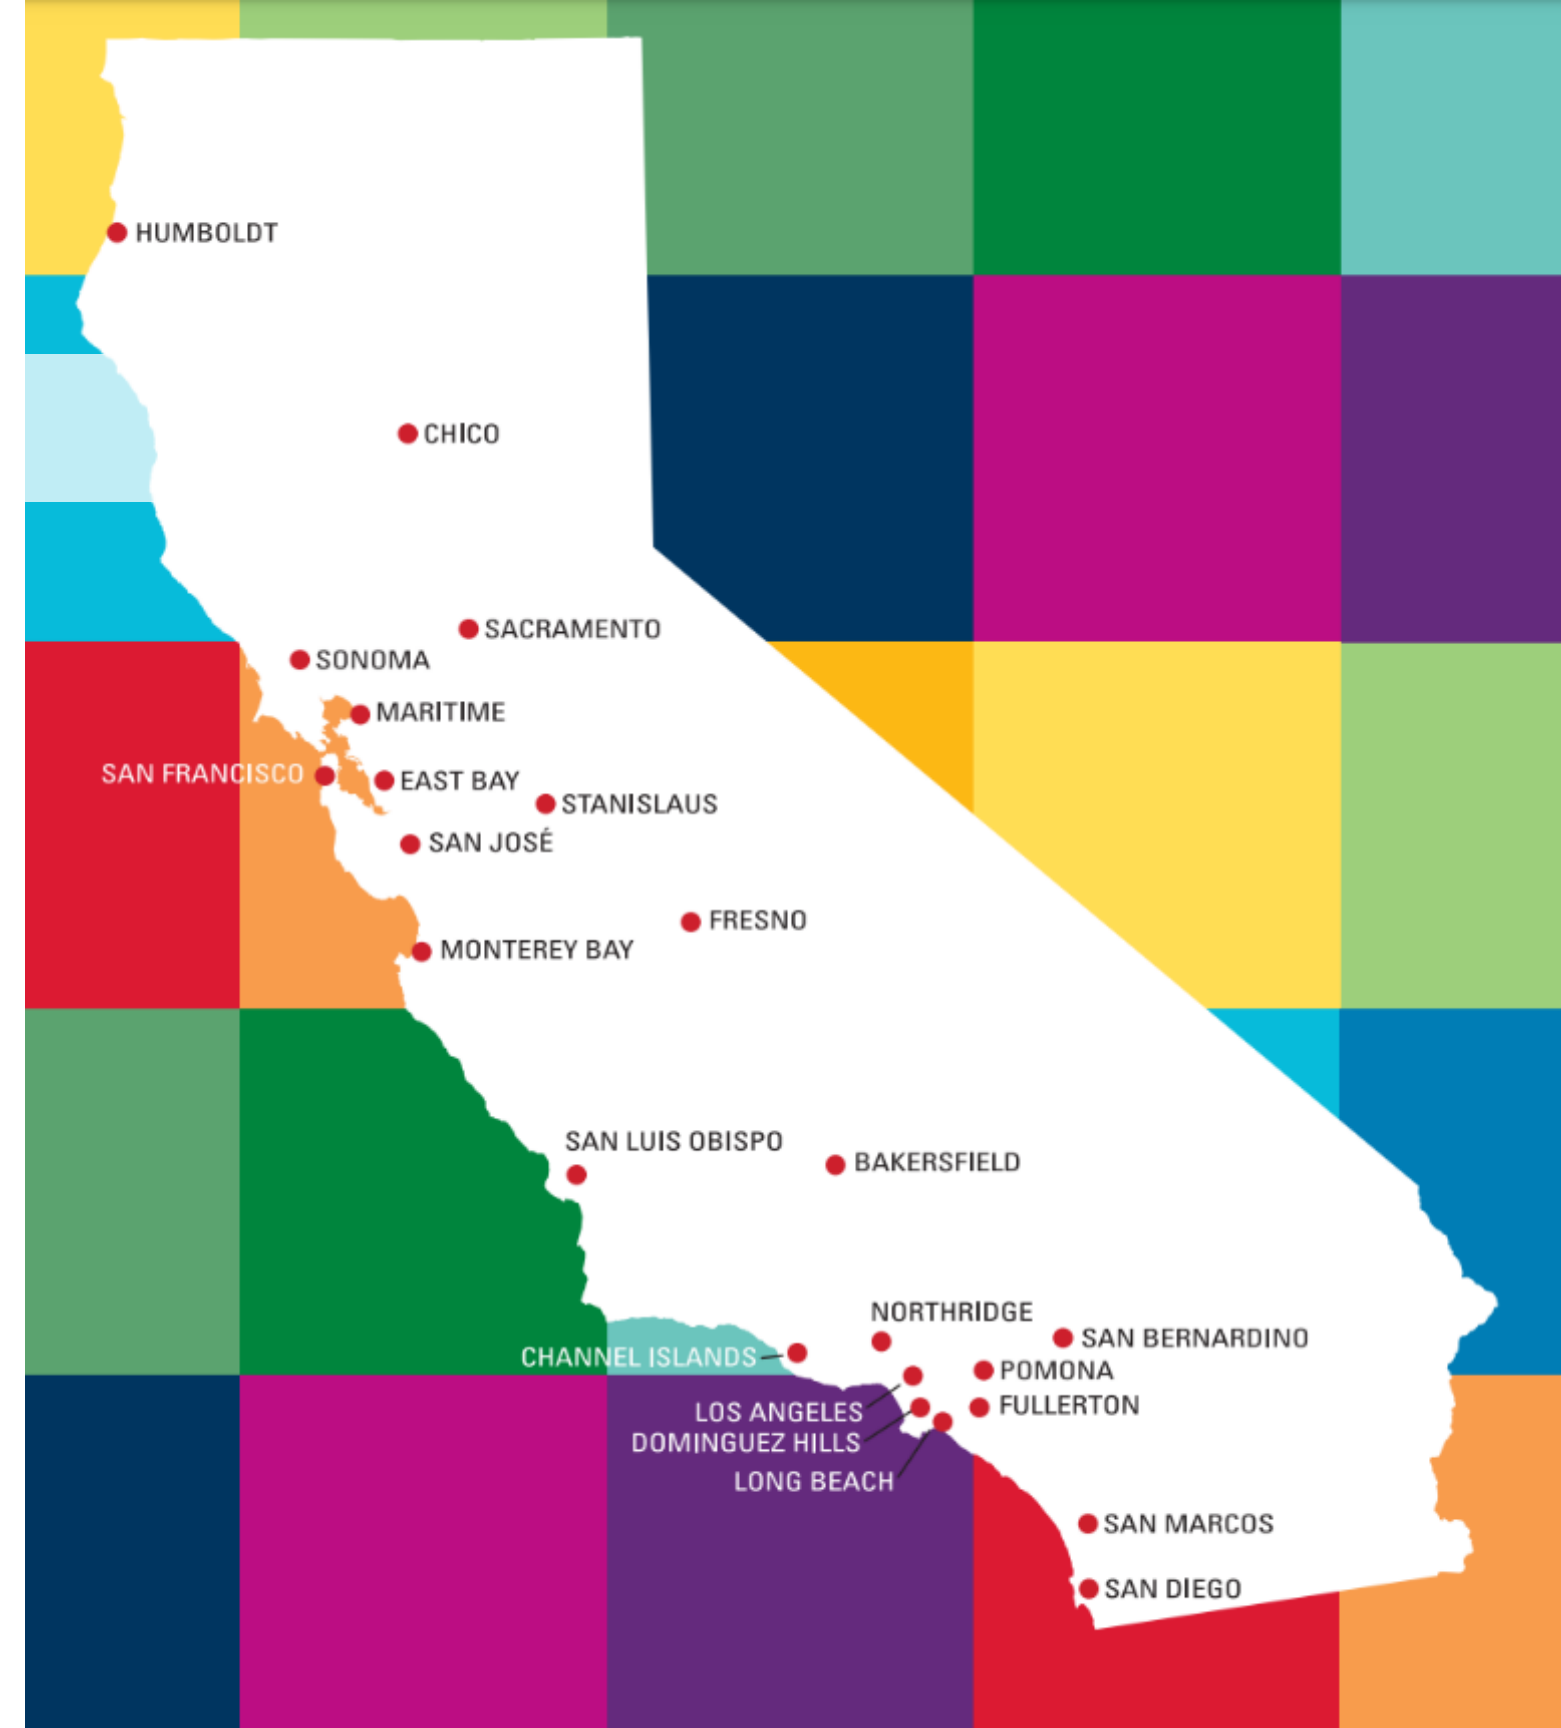 HUMBOLDT
CHICO
SACRAMENTO
SONOMA
MARITIME
SAN FRANCISCO
EAST BAY
STANISLAUS
SAN JOSÉ
FRESNO
MONTEREY BAY
SAN LUIS OBISPO
BAKERSFIELD
NORTHRIDGE
SAN BERNARDINO
CHANNEL ISLANDS
POMONA
FULLERTON
LOS ANGELES
DOMINGUEZ HILLS
LONG BEACH
SAN MARCOS
SAN DIEGO